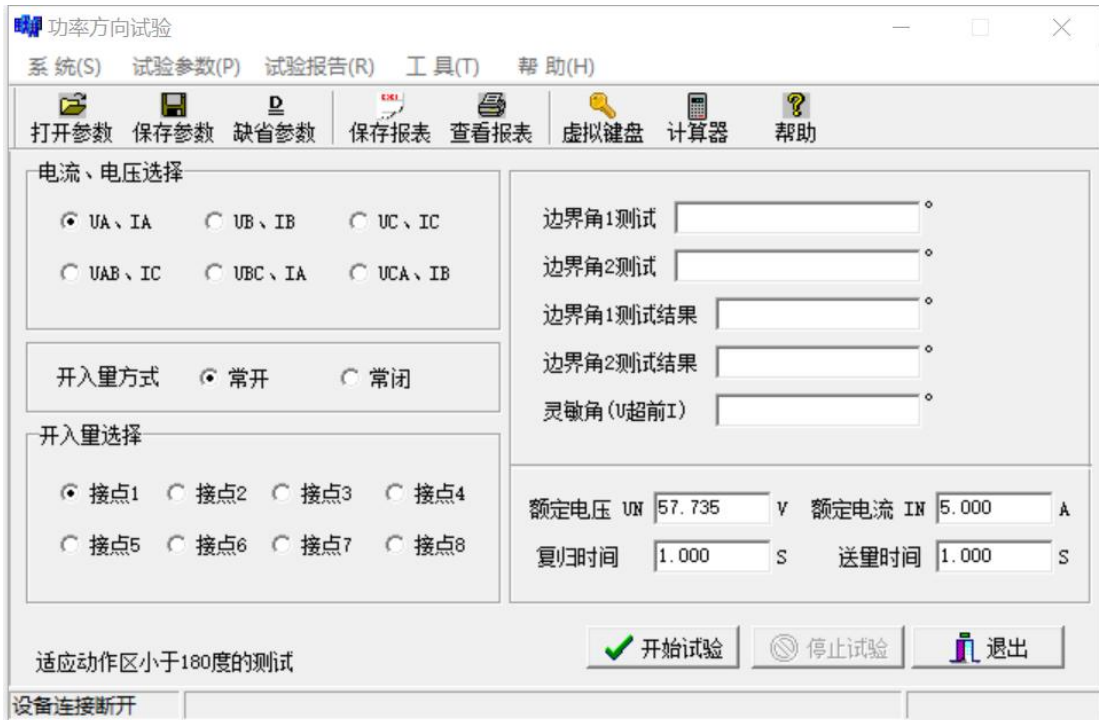 功率方向试验
系 统(S) 试验参数(P) 试验报告(R) 工 具(T) 帮 助(H)
打开参数 保存参数 缺省参数 保存报表 查看报表 虚拟键盘 计算器 帮助
电流、电压选择
UA、IA UB、IB UC、IC
UAB、IC UBC、IA UCA、IB
开入量方式 常开 常闭
开入量选择
接点1 接点2 接点3 接点4
接点5 接点6 接点7 接点8
边界角1测试 °
边界角2测试 °
边界角1测试结果 °
边界角2测试结果 °
灵敏角(U超前I) °
额定电压 UN 57.735 V 额定电流 IN 5.000 A
复归时间 1.000 S 送量时间 1.000 S
适应动作区小于180度的测试
开始试验 停止试验 退出
设备连接断开